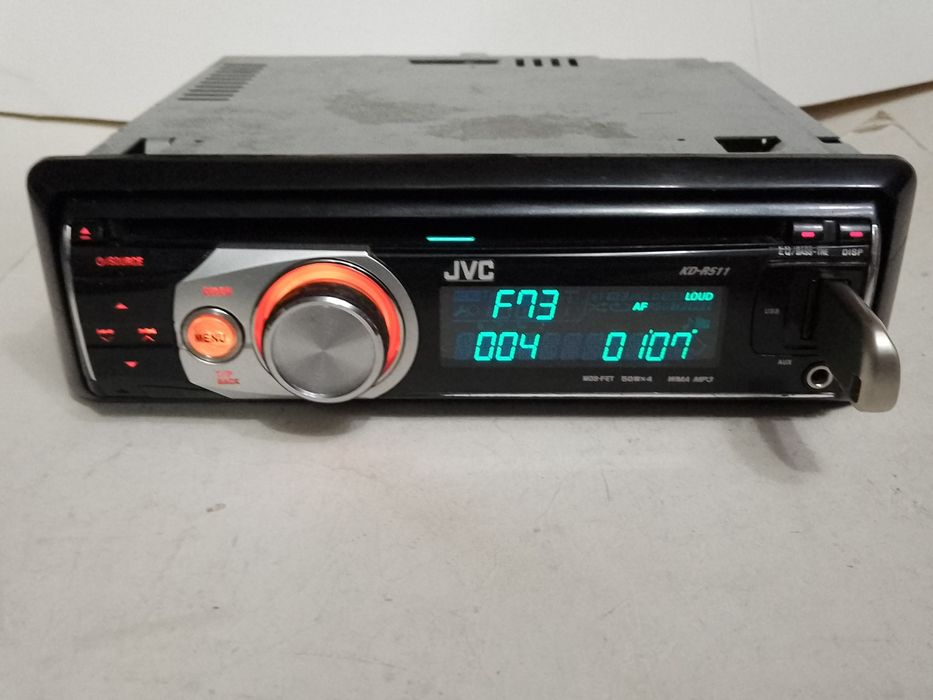 ⏻/SOURCE
MENU
BACK
JVC
KD-R511
EQ/BASS-TRE DISP
F73 AF LOUD
004 0107
MOS-FET 50W×4 WMA MP3
USB
AUX